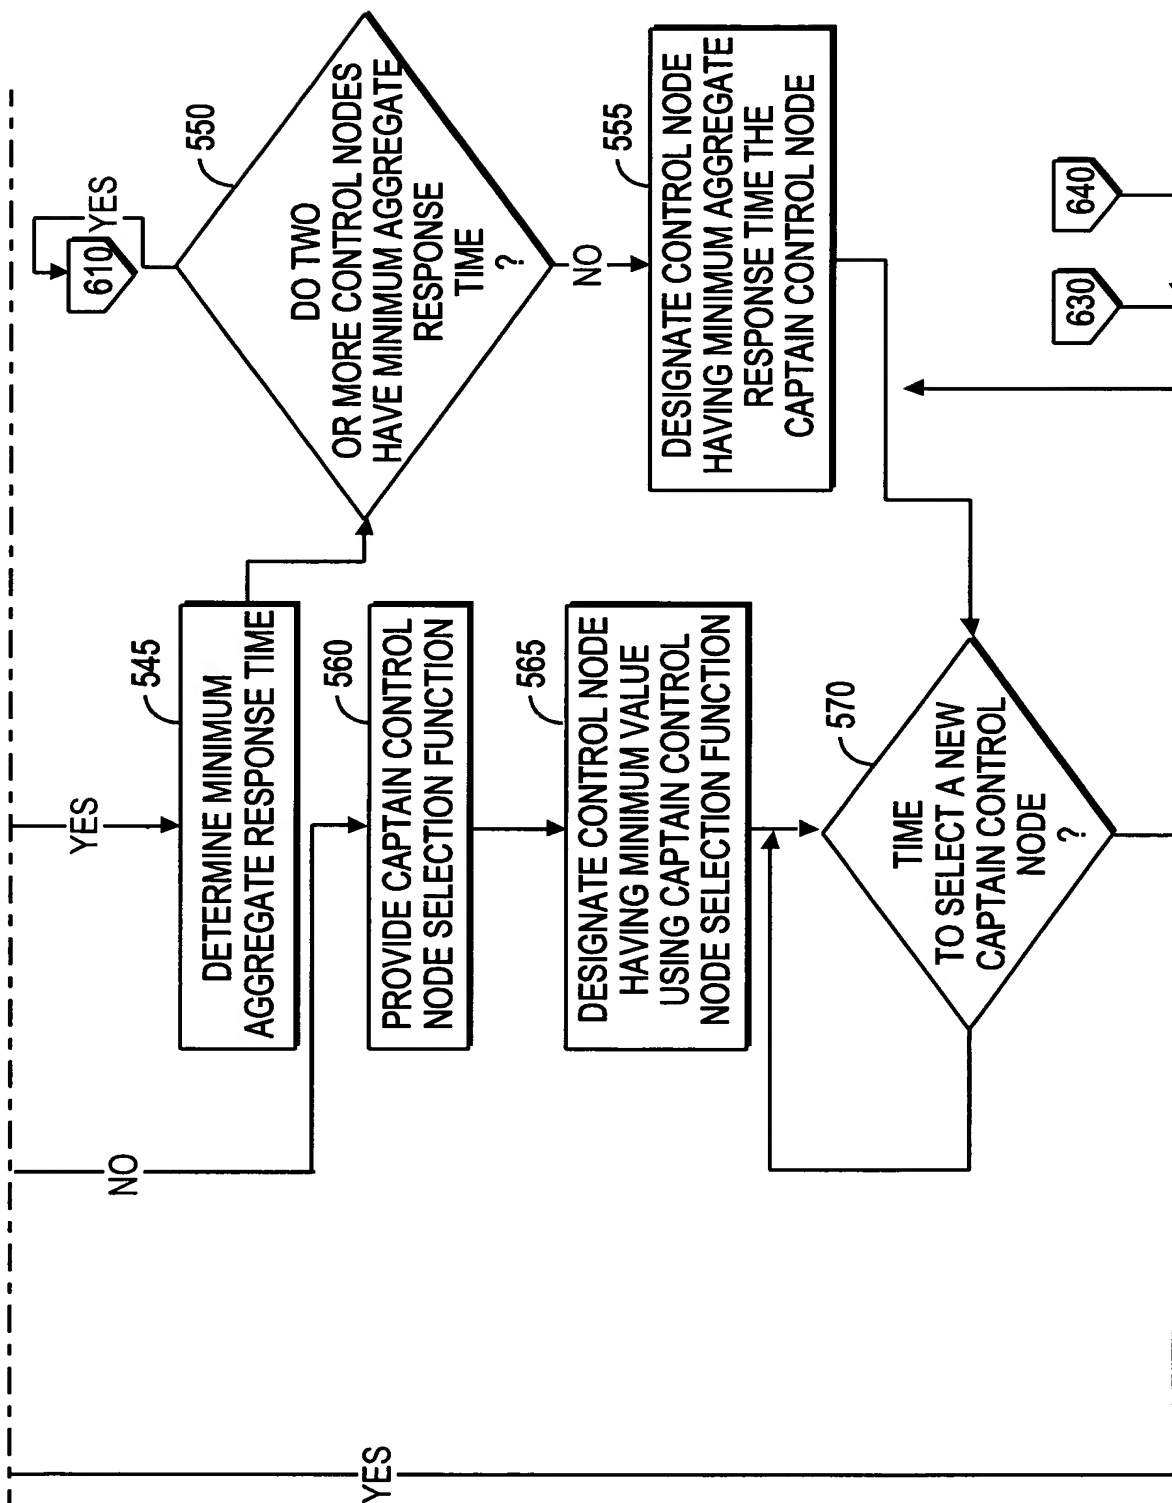 YES
545
DETERMINE MINIMUM
AGGREGATE RESPONSE TIME
610
YES
550
DO TWO
OR MORE CONTROL NODES
HAVE MINIMUM AGGREGATE
RESPONSE
TIME
?
NO
555
DESIGNATE CONTROL NODE
HAVING MINIMUM AGGREGATE
RESPONSE TIME THE
CAPTAIN CONTROL NODE
NO
560
PROVIDE CAPTAIN CONTROL
NODE SELECTION FUNCTION
565
DESIGNATE CONTROL NODE
HAVING MINIMUM VALUE
USING CAPTAIN CONTROL
NODE SELECTION FUNCTION
570
TIME
TO SELECT A NEW
CAPTAIN CONTROL
NODE
?
630
640
YES